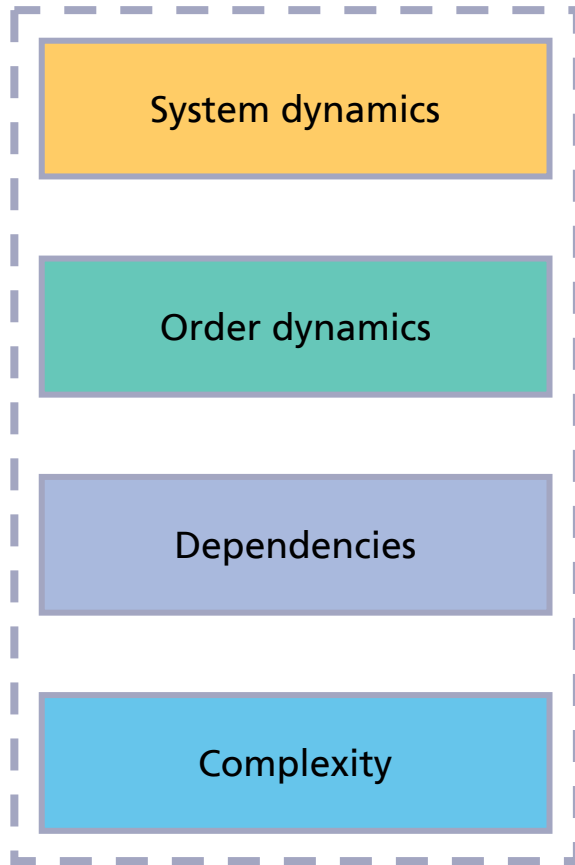 System dynamics
Order dynamics
Dependencies
Complexity